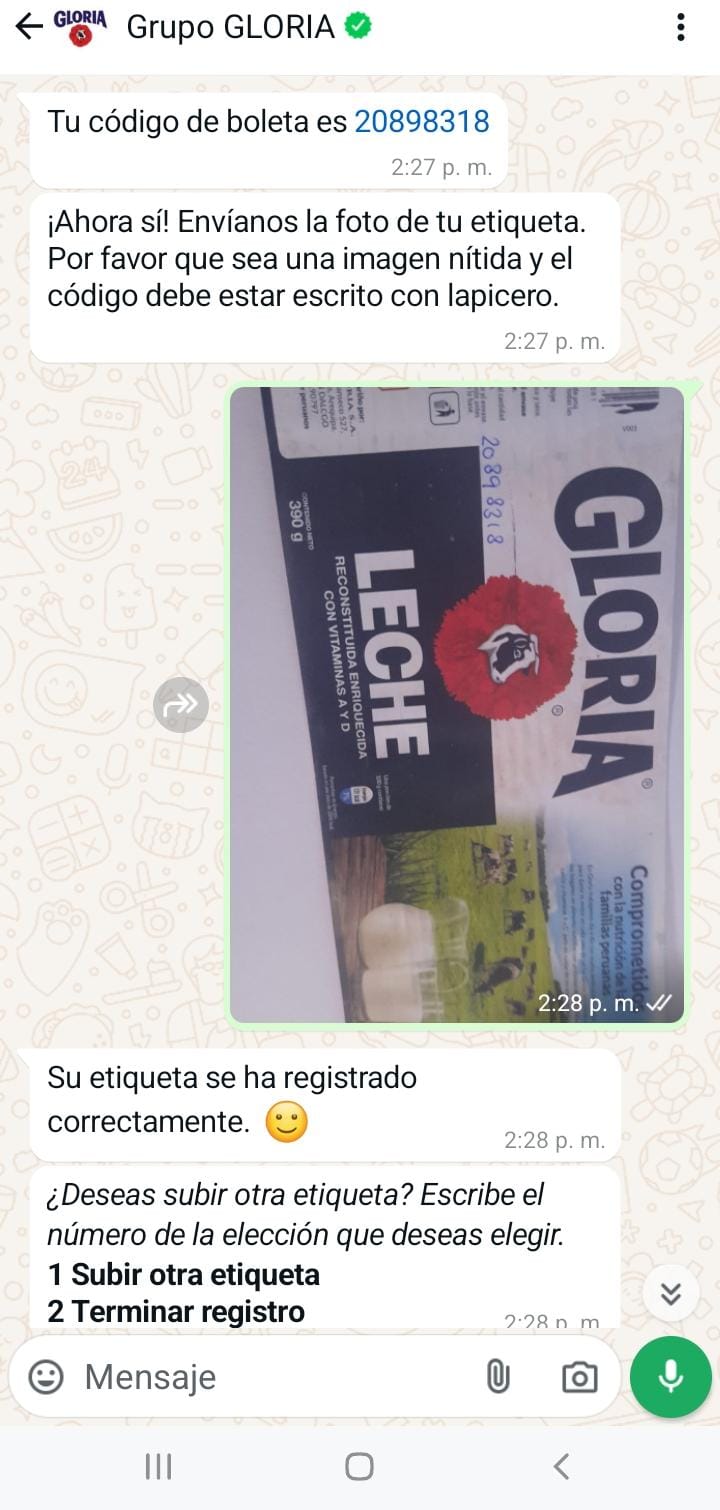 GLORIA
Grupo GLORIA
Tu código de boleta es 20898318
2:27 p. m.
¡Ahora sí! Envíanos la foto de tu etiqueta.
Por favor que sea una imagen nítida y el
código debe estar escrito con lapicero.
2:27 p. m.
20898318
GLORIA
®
LECHE
RECONSTITUIDA ENRIQUECIDA
CON VITAMINAS A Y D
CONTENIDO NETO
390 g
Comprometid
con la nutrición de l
familias peruana
2:28 p. m.
Su etiqueta se ha registrado
correctamente. 🙂
2:28 p. m.
¿Deseas subir otra etiqueta? Escribe el
número de la elección que deseas elegir.
1 Subir otra etiqueta
2 Terminar registro
2:28 p. m.
Mensaje